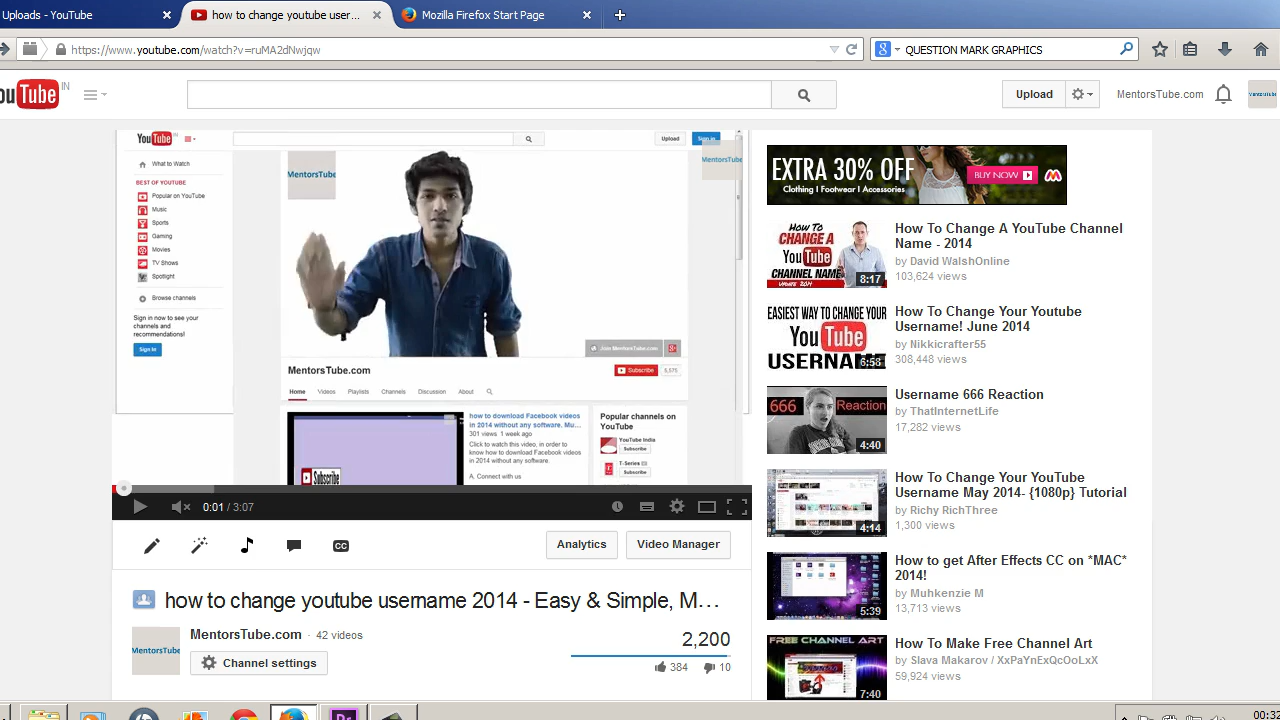 Uploads - YouTube
how to change youtube user...
Mozilla Firefox Start Page
https://www.youtube.com/watch?v=ruMA2dNwjqw
QUESTION MARK GRAPHICS
ouTube IN
Upload
MentorsTube.com
YouTube
Upload
Sign in
What to Watch
BEST OF YOUTUBE
Popular on YouTube
Music
Sports
Gaming
Movies
TV Shows
Spotlight
Browse channels
Sign in now to see your
channels and
recommendations!
Sign In
MentorsTube
MentorsTube
Join MentorsTube.com
MentorsTube.com
Subscribe 5,575
Home Videos Playlists Channels Discussion About
how to download Facebook videos
in 2014 without any software. Mu...
301 views 1 week ago
Click to watch this video, in order to
know how to download Facebook videos
in 2014 without any software.
A. Connect with us
Subscribe
Popular channels on
YouTube
YouTube India
Subscribe
T-Series
Subscribe
0:01 / 3:07
CC
Analytics
Video Manager
how to change youtube username 2014 - Easy & Simple, M...
MentorsTube
MentorsTube.com · 42 videos
Channel settings
2,200
384 10
EXTRA 30% OFF
Clothing | Footwear | Accessories
BUY NOW
HOW TO
CHANGE A
YouTube
CHANNEL NAME
UPDATE 2014
8:17
How To Change A YouTube Channel
Name - 2014
by David WalshOnline
103,624 views
EASIEST WAY TO CHANGE YOUR
YouTube
USERNAME
6:58
How To Change Your Youtube
Username! June 2014
by Nikkicrafter55
308,448 views
666 Reaction
4:40
Username 666 Reaction
by ThatInternetLife
17,282 views
4:14
How To Change Your YouTube
Username May 2014- {1080p} Tutorial
by Richy RichThree
1,300 views
5:39
How to get After Effects CC on *MAC*
2014!
by Muhkenzie M
13,713 views
FREE CHANNEL ART
7:40
How To Make Free Channel Art
by Slava Makarov / XxPaYnExQcOoLxX
59,924 views
Pr
00:32